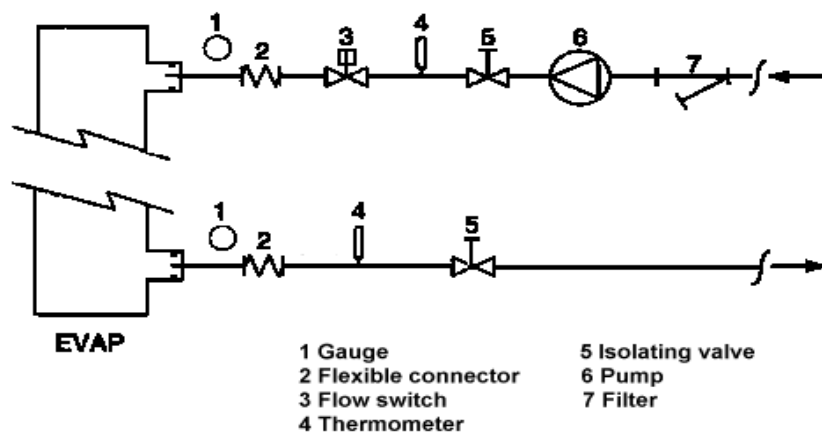 1 2 3 4 5 6 7
1 2 4 5
EVAP
1 Gauge
2 Flexible connector
3 Flow switch
4 Thermometer
5 Isolating valve
6 Pump
7 Filter